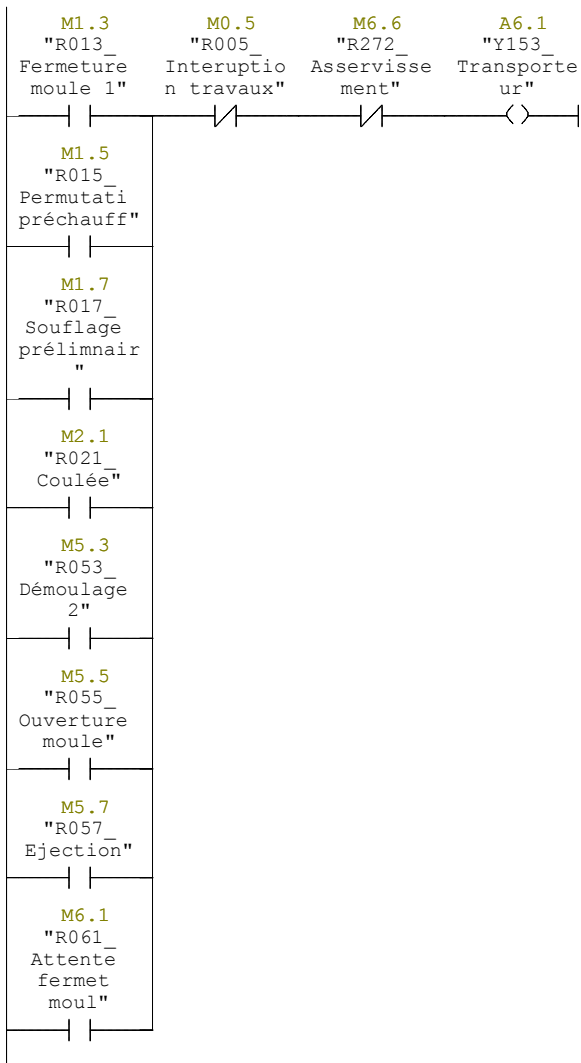 M1.3
"R013_
Fermeture
moule 1"
M0.5
"R005_
Interuptio
n travaux"
M6.6
"R272_
Asservisse
ment"
A6.1
"Y153_
Transporte
ur"
M1.5
"R015_
Permutati
préchauff"
M1.7
"R017_
Souflage
prélimnair
"
M2.1
"R021_
Coulée"
M5.3
"R053_
Démoulage
2"
M5.5
"R055_
Ouverture
moule"
M5.7
"R057_
Ejection"
M6.1
"R061_
Attente
fermet
moul"